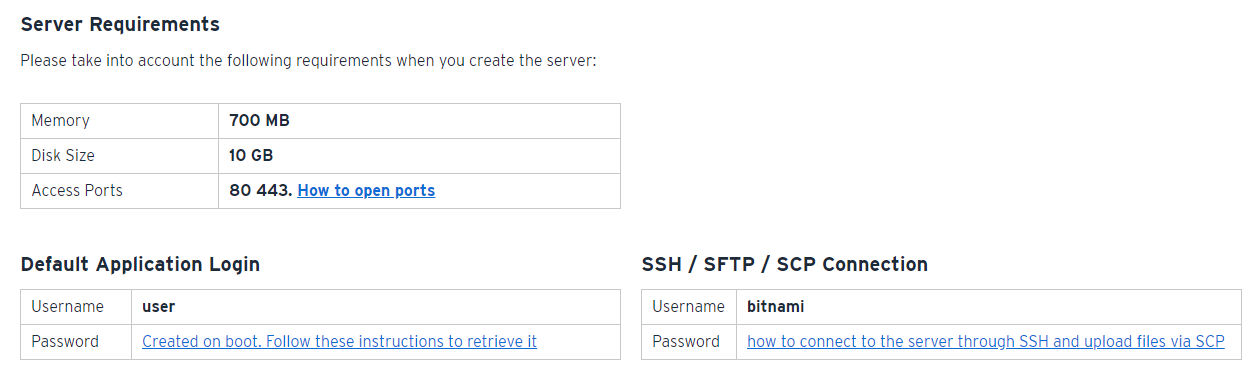 Server Requirements
Please take into account the following requirements when you create the server:
Memory 700 MB
Disk Size 10 GB
Access Ports 80 443. How to open ports
Default Application Login
Username user
Password Created on boot. Follow these instructions to retrieve it
SSH / SFTP / SCP Connection
Username bitnami
Password how to connect to the server through SSH and upload files via SCP